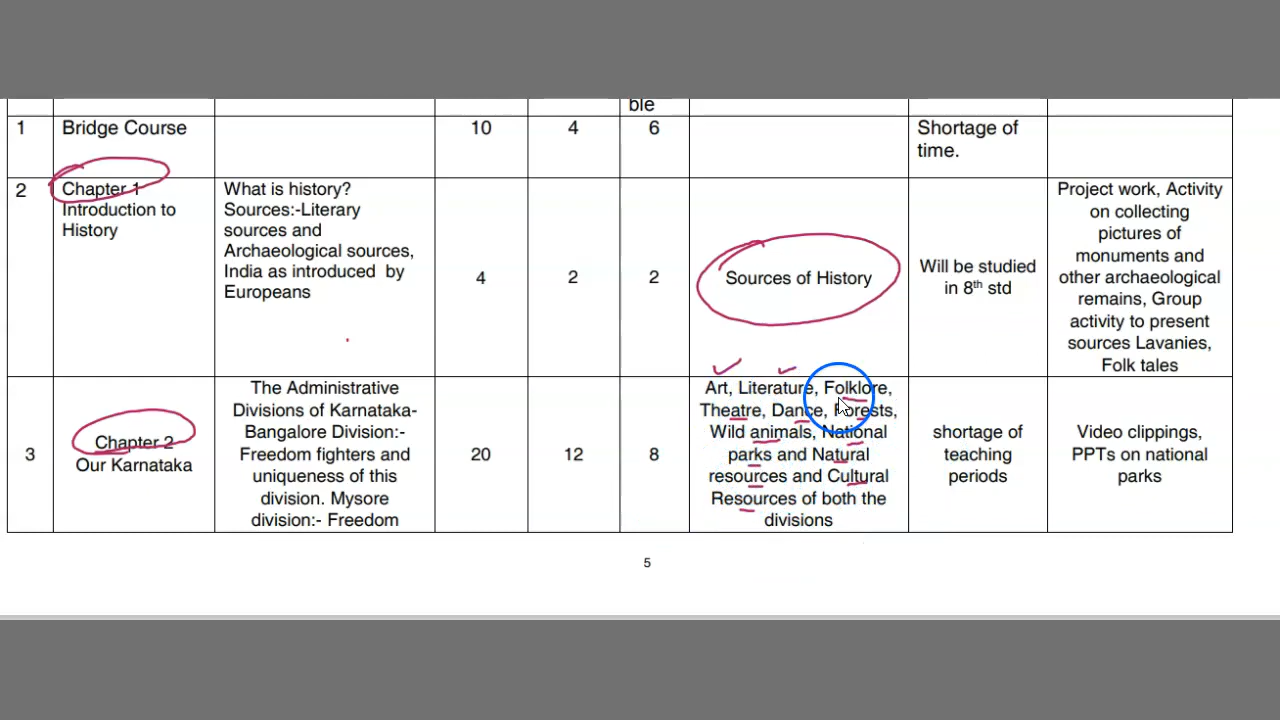 ble
1 Bridge Course 10 4 6 Shortage of
time.
2 Chapter 1
Introduction to
History
What is history?
Sources:-Literary
sources and
Archaeological sources,
India as introduced by
Europeans
4 2 2
Sources of History
Will be studied
in 8th std
Project work, Activity
on collecting
pictures of
monuments and
other archaeological
remains, Group
activity to present
sources Lavanies,
Folk tales
3 Chapter 2
Our Karnataka
The Administrative
Divisions of Karnataka-
Bangalore Division:-
Freedom fighters and
uniqueness of this
division. Mysore
division:- Freedom
20 12 8
Art, Literature, Folklore,
Theatre, Dance, Forests,
Wild animals, National
parks and Natural
resources and Cultural
Resources of both the
divisions
shortage of
teaching
periods
Video clippings,
PPTs on national
parks
5